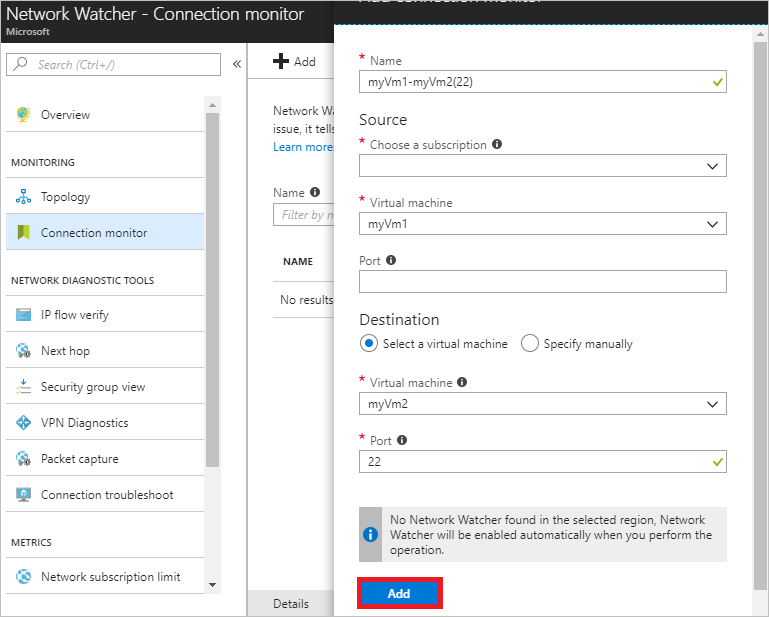 Network Watcher - Connection monitor
Microsoft
Search (Ctrl+/)
«
Overview
MONITORING
Topology
Connection monitor
NETWORK DIAGNOSTIC TOOLS
IP flow verify
Next hop
Security group view
VPN Diagnostics
Packet capture
Connection troubleshoot
METRICS
Network subscription limit
Add
Network Wa
issue, it tells
Learn more
Name
Filter by n
NAME
No results
Details
Add connection monitor
* Name
myVm1-myVm2(22)
Source
* Choose a subscription
* Virtual machine
myVm1
Port
Destination
Select a virtual machine
Specify manually
* Virtual machine
myVm2
* Port
22
No Network Watcher found in the selected region, Network
Watcher will be enabled automatically when you perform the
operation.
Add